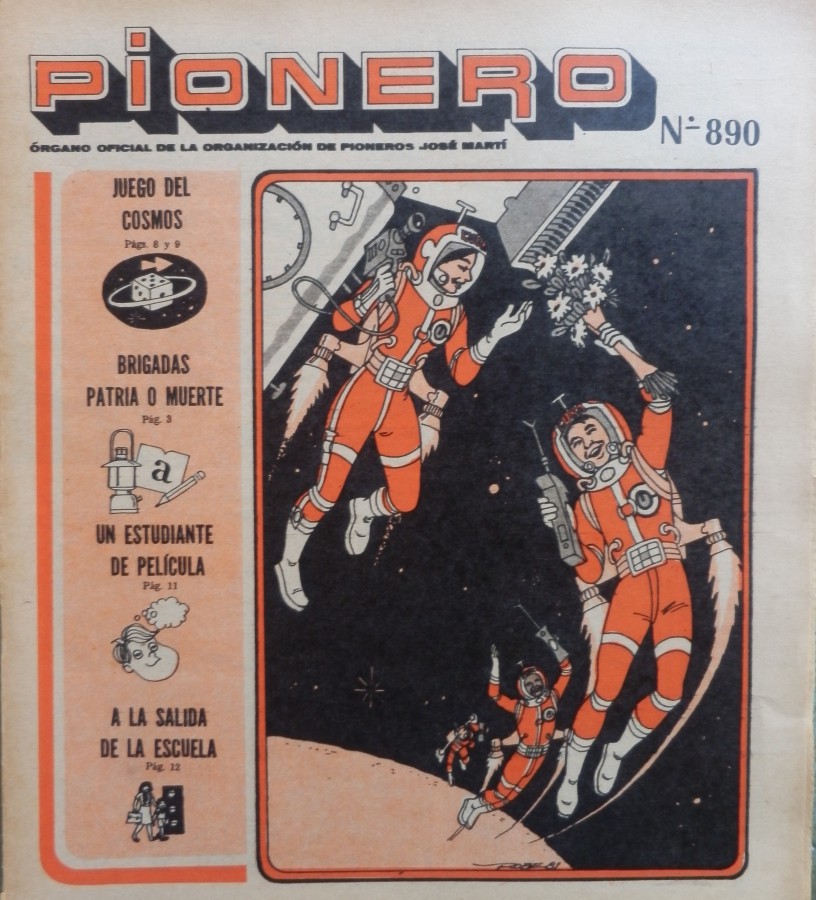 PiONERO
Nº 890
ÓRGANO OFICIAL DE LA ORGANIZACIÓN DE PIONEROS JOSÉ MARTÍ
JUEGO DEL
COSMOS
Págs. 8 y 9
BRIGADAS
PATRIA O MUERTE
Pág. 3
a
UN ESTUDIANTE
DE PELÍCULA
Pág. 11
A LA SALIDA
DE LA ESCUELA
Pág. 12